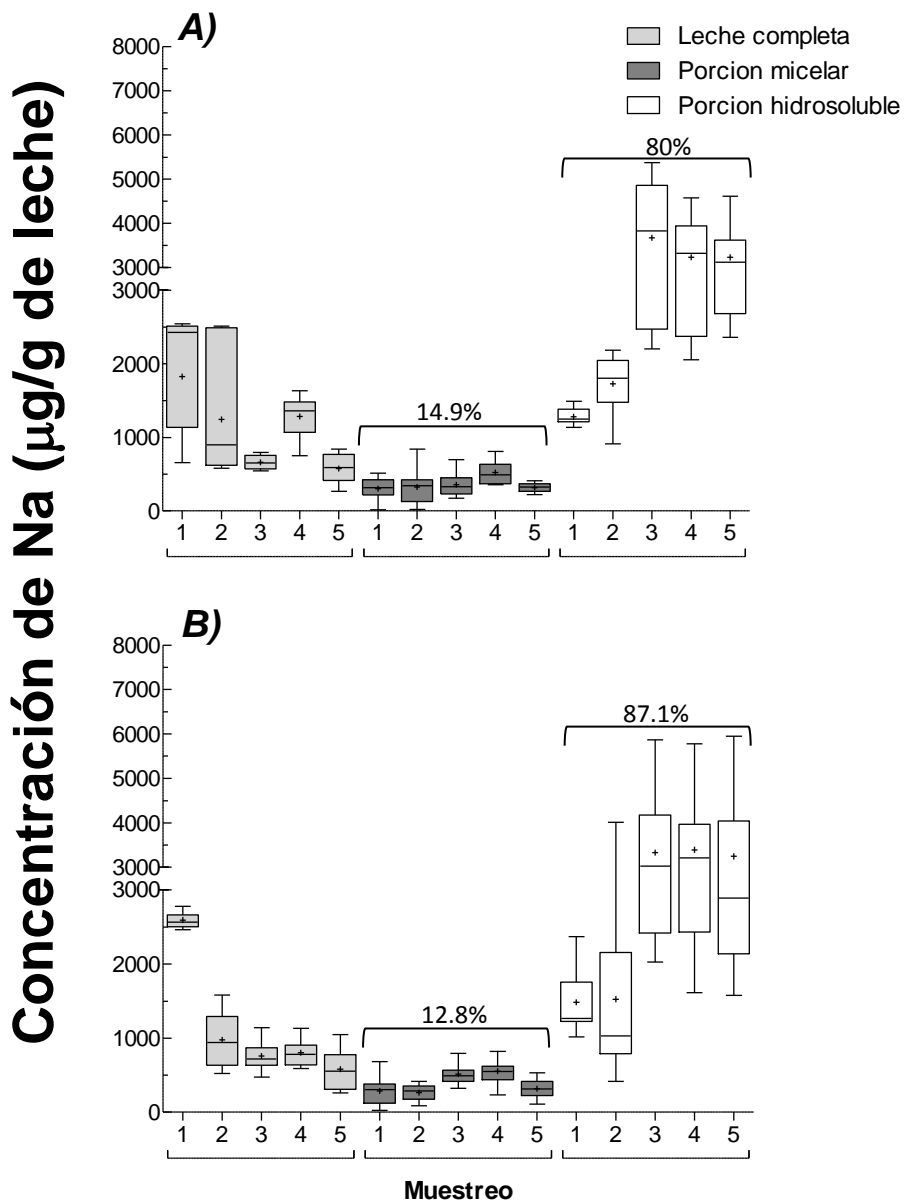 Concentración de Na (µg/g de leche)
A)
Leche completa
Porcion micelar
Porcion hidrosoluble
8000
7000
6000
5000
4000
3000
3000
2000
1000
0
80%
14.9%
1 2 3 4 5 1 2 3 4 5 1 2 3 4 5
B)
8000
7000
6000
5000
4000
3000
3000
2000
1000
0
87.1%
12.8%
1 2 3 4 5 1 2 3 4 5 1 2 3 4 5
Muestreo